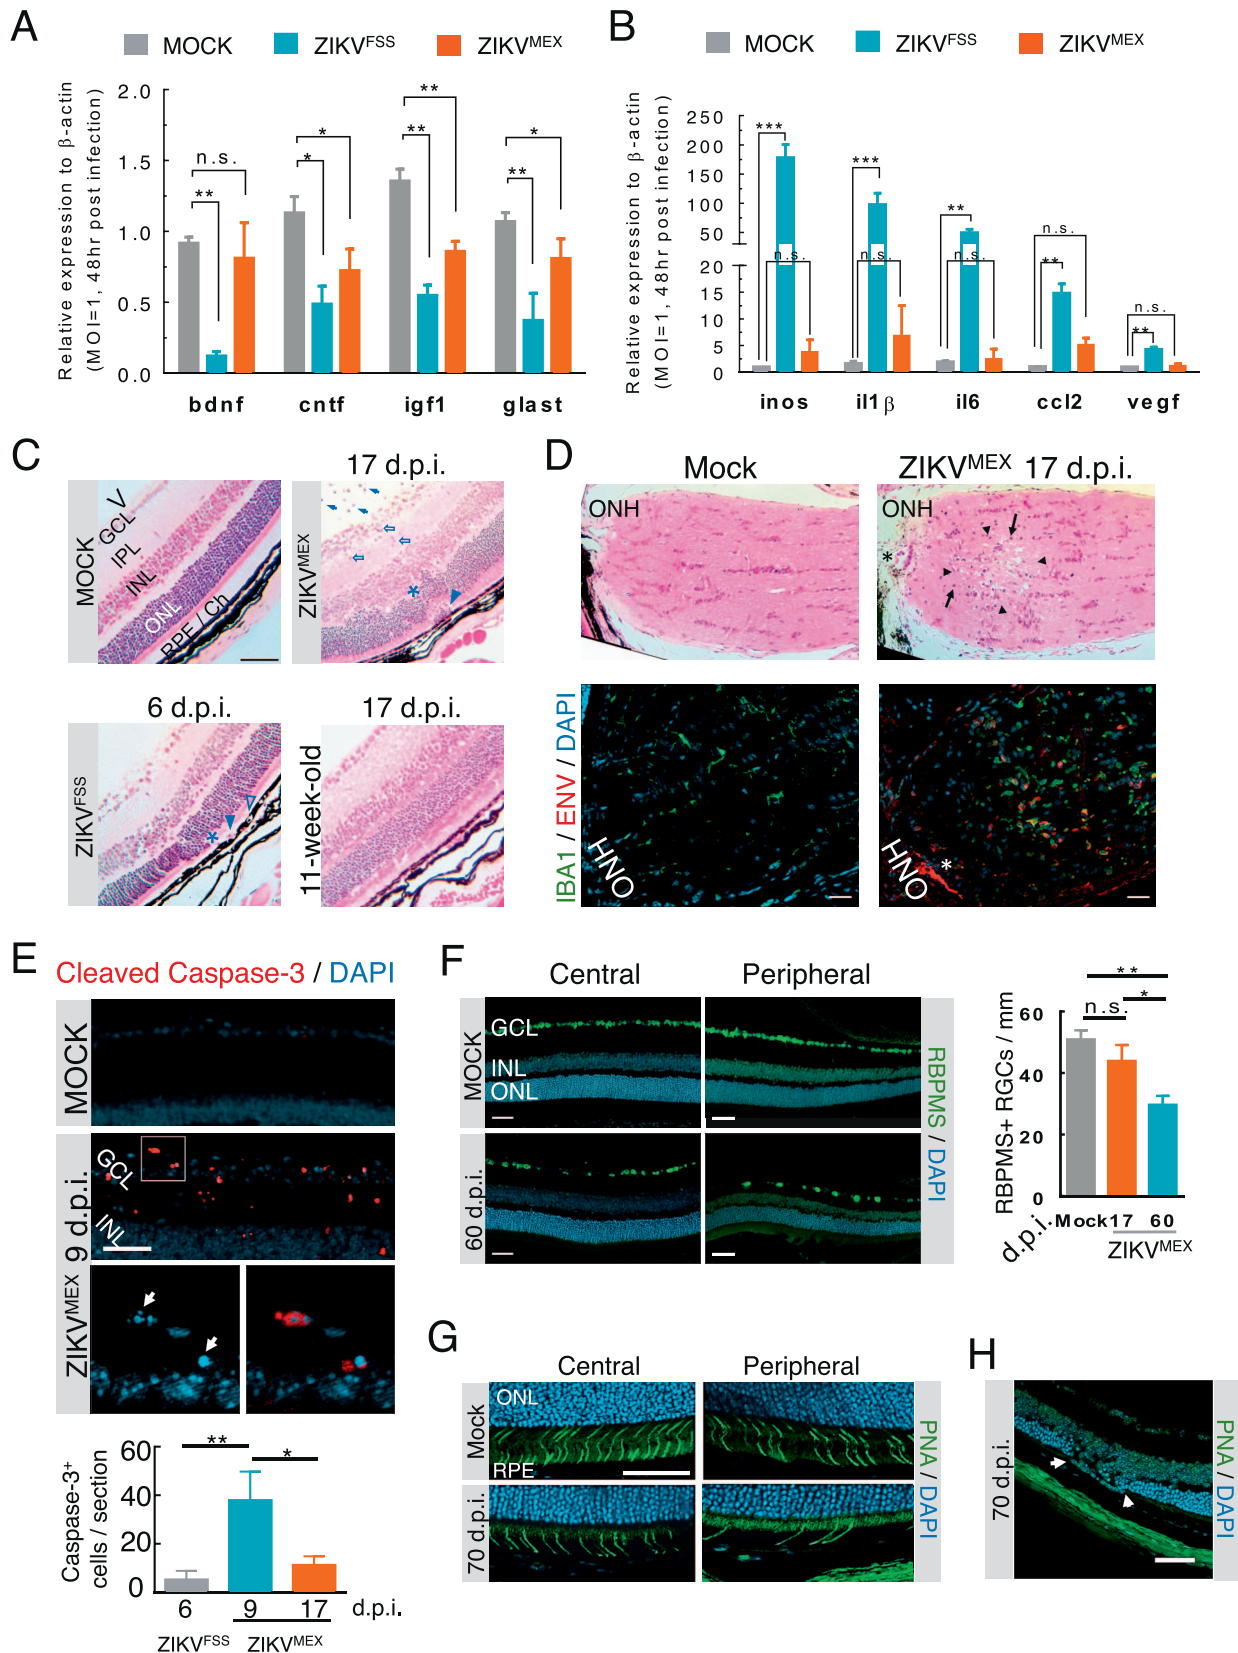 A
MOCK ZIKVFSS ZIKVMEX
Relative expression to β-actin
(MOI=1, 48hr post infection)
2.0
1.5
1.0
0.5
0.0
n.s.
**
*
*
**
**
*
**
bdnf cntf igf1 glast
B
MOCK ZIKVFSS ZIKVMEX
Relative expression to β-actin
(MOI=1, 48hr post infection)
250
200
150
100
50
20
15
10
5
0
***
n.s.
***
n.s.
**
n.s.
n.s.
**
n.s.
**
inos il1β il6 ccl2 vegf
C
17 d.p.i.
MOCK
V
GCL
IPL
INL
ONL
RPE / Ch
ZIKVMEX
*
6 d.p.i.
17 d.p.i.
ZIKVFSS
*
11-week-old
D
Mock ZIKVMEX 17 d.p.i.
ONH
ONH
*
IBA1 / ENV / DAPI
ONH
ONH
*
E
Cleaved Caspase-3 / DAPI
MOCK
ZIKVMEX 9 d.p.i.
GCL
INL
Caspase-3+
cells / section
60
40
20
0
**
*
6 9 17 d.p.i.
ZIKVFSS ZIKVMEX
F
Central Peripheral
MOCK
GCL
INL
ONL
60 d.p.i.
RBPMS / DAPI
RBPMS+ RGCs / mm
60
40
20
0
**
*
n.s.
d.p.i. Mock 17 60
ZIKVMEX
G
Central Peripheral
Mock
ONL
RPE
70 d.p.i.
PNA / DAPI
H
70 d.p.i.
PNA / DAPI